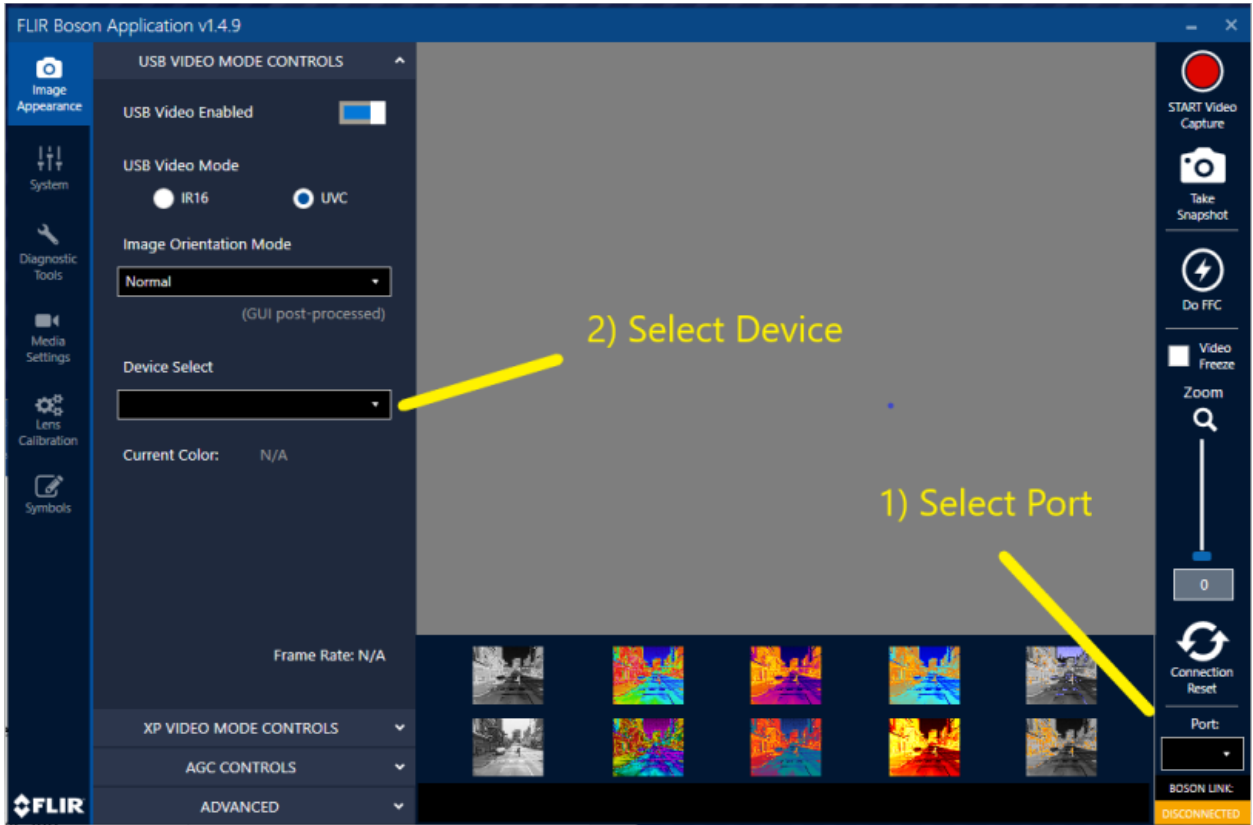 FLIR Boson Application v1.4.9
Image
Appearance
System
Diagnostic
Tools
Media
Settings
Lens
Calibration
Symbols
FLIR
USB VIDEO MODE CONTROLS
USB Video Enabled
USB Video Mode
IR16
UVC
Image Orientation Mode
Normal
(GUI post-processed)
Device Select
Current Color: N/A
Frame Rate: N/A
XP VIDEO MODE CONTROLS
AGC CONTROLS
ADVANCED
2) Select Device
1) Select Port
START Video
Capture
Take
Snapshot
Do FFC
Video
Freeze
Zoom
0
Connection
Reset
Port:
BOSON LINK:
DISCONNECTED